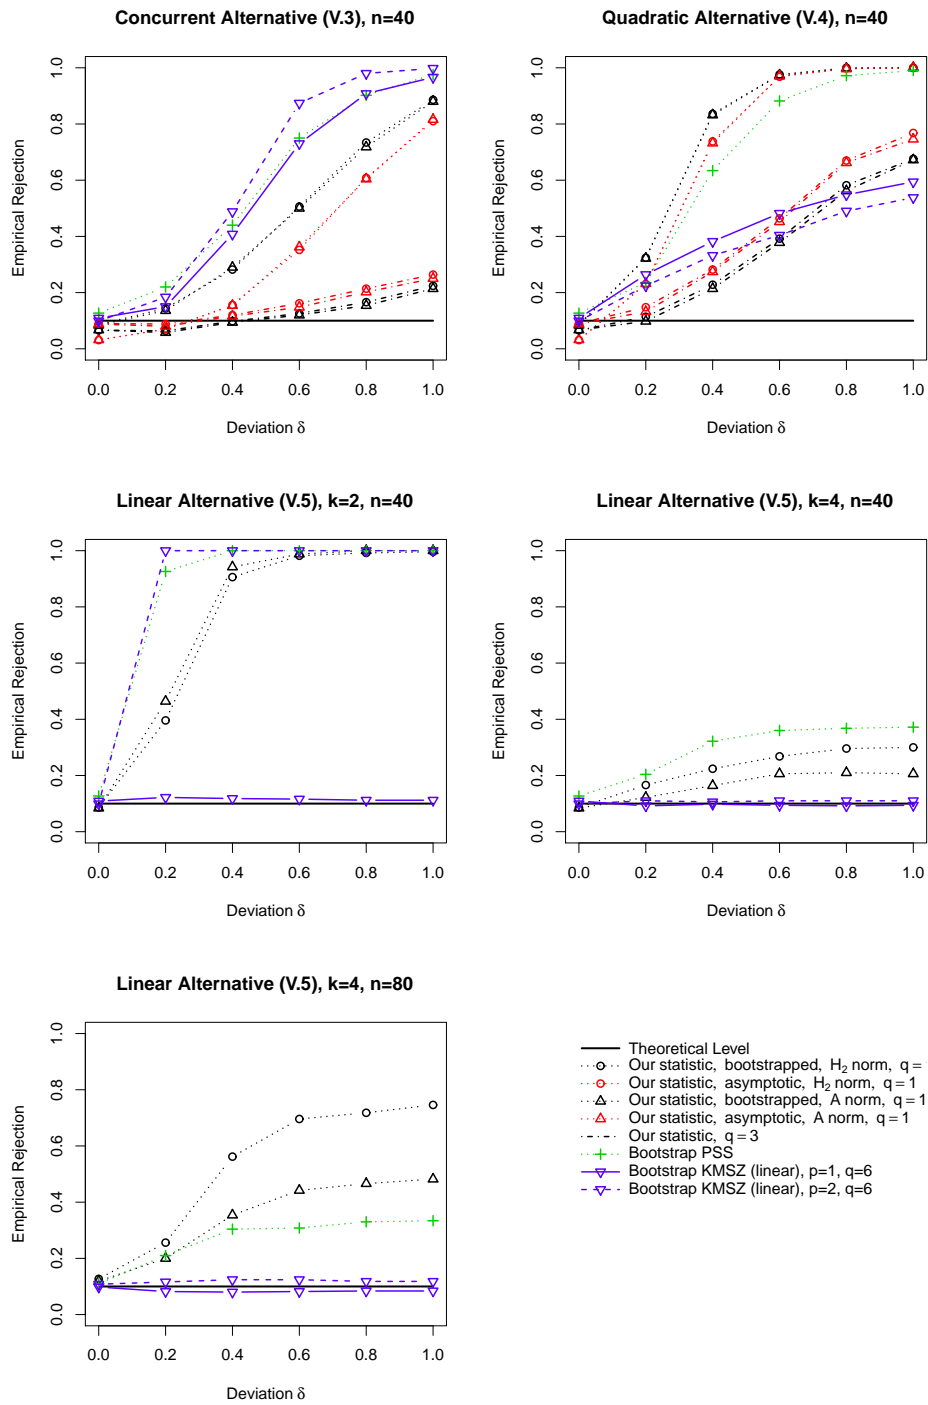 Concurrent Alternative (V.3), n=40
Empirical Rejection
0.0 0.2 0.4 0.6 0.8 1.0
0.0 0.2 0.4 0.6 0.8 1.0
Deviation δ
Quadratic Alternative (V.4), n=40
Empirical Rejection
0.0 0.2 0.4 0.6 0.8 1.0
0.0 0.2 0.4 0.6 0.8 1.0
Deviation δ
Linear Alternative (V.5), k=2, n=40
Empirical Rejection
0.0 0.2 0.4 0.6 0.8 1.0
0.0 0.2 0.4 0.6 0.8 1.0
Deviation δ
Linear Alternative (V.5), k=4, n=40
Empirical Rejection
0.0 0.2 0.4 0.6 0.8 1.0
0.0 0.2 0.4 0.6 0.8 1.0
Deviation δ
Linear Alternative (V.5), k=4, n=80
Empirical Rejection
0.0 0.2 0.4 0.6 0.8 1.0
0.0 0.2 0.4 0.6 0.8 1.0
Deviation δ
Theoretical Level
Our statistic, bootstrapped, H₂ norm, q =
Our statistic, asymptotic, H₂ norm, q = 1
Our statistic, bootstrapped, A norm, q = 1
Our statistic, asymptotic, A norm, q = 1
Our statistic, q = 3
Bootstrap PSS
Bootstrap KMSZ (linear), p=1, q=6
Bootstrap KMSZ (linear), p=2, q=6